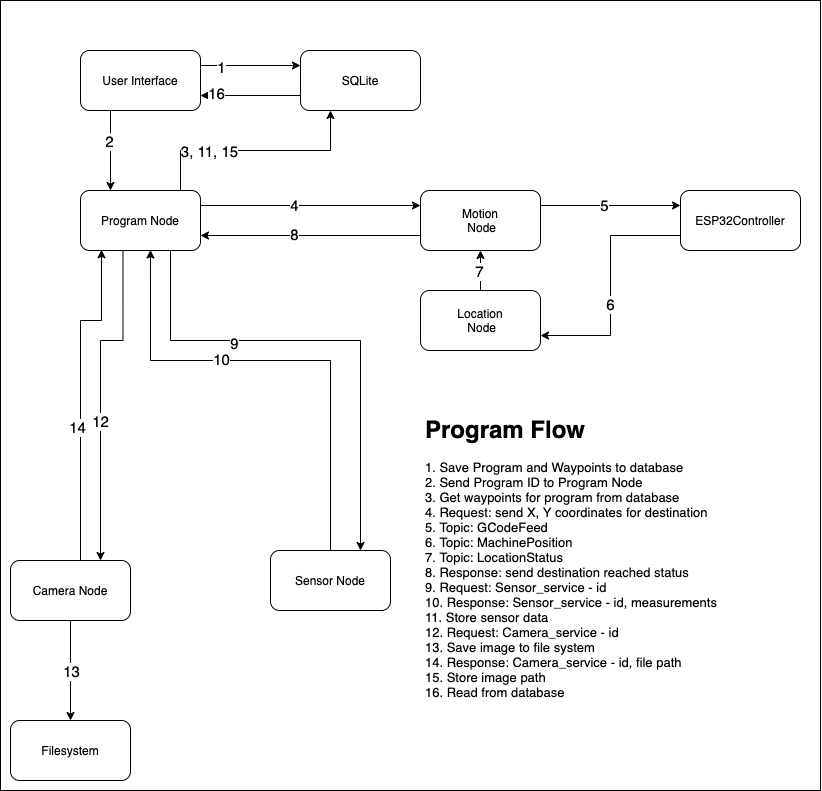 User Interface
1
SQLite
16
2
3, 11, 15
Program Node
4
Motion
Node
5
ESP32Controller
8
7
6
Location
Node
9
10
14
12
Program Flow
1. Save Program and Waypoints to database
2. Send Program ID to Program Node
3. Get waypoints for program from database
4. Request: send X, Y coordinates for destination
5. Topic: GCodeFeed
6. Topic: MachinePosition
7. Topic: LocationStatus
8. Response: send destination reached status
9. Request: Sensor_service - id
10. Response: Sensor_service - id, measurements
11. Store sensor data
12. Request: Camera_service - id
13. Save image to file system
14. Response: Camera_service - id, file path
15. Store image path
16. Read from database
Camera Node
Sensor Node
13
Filesystem